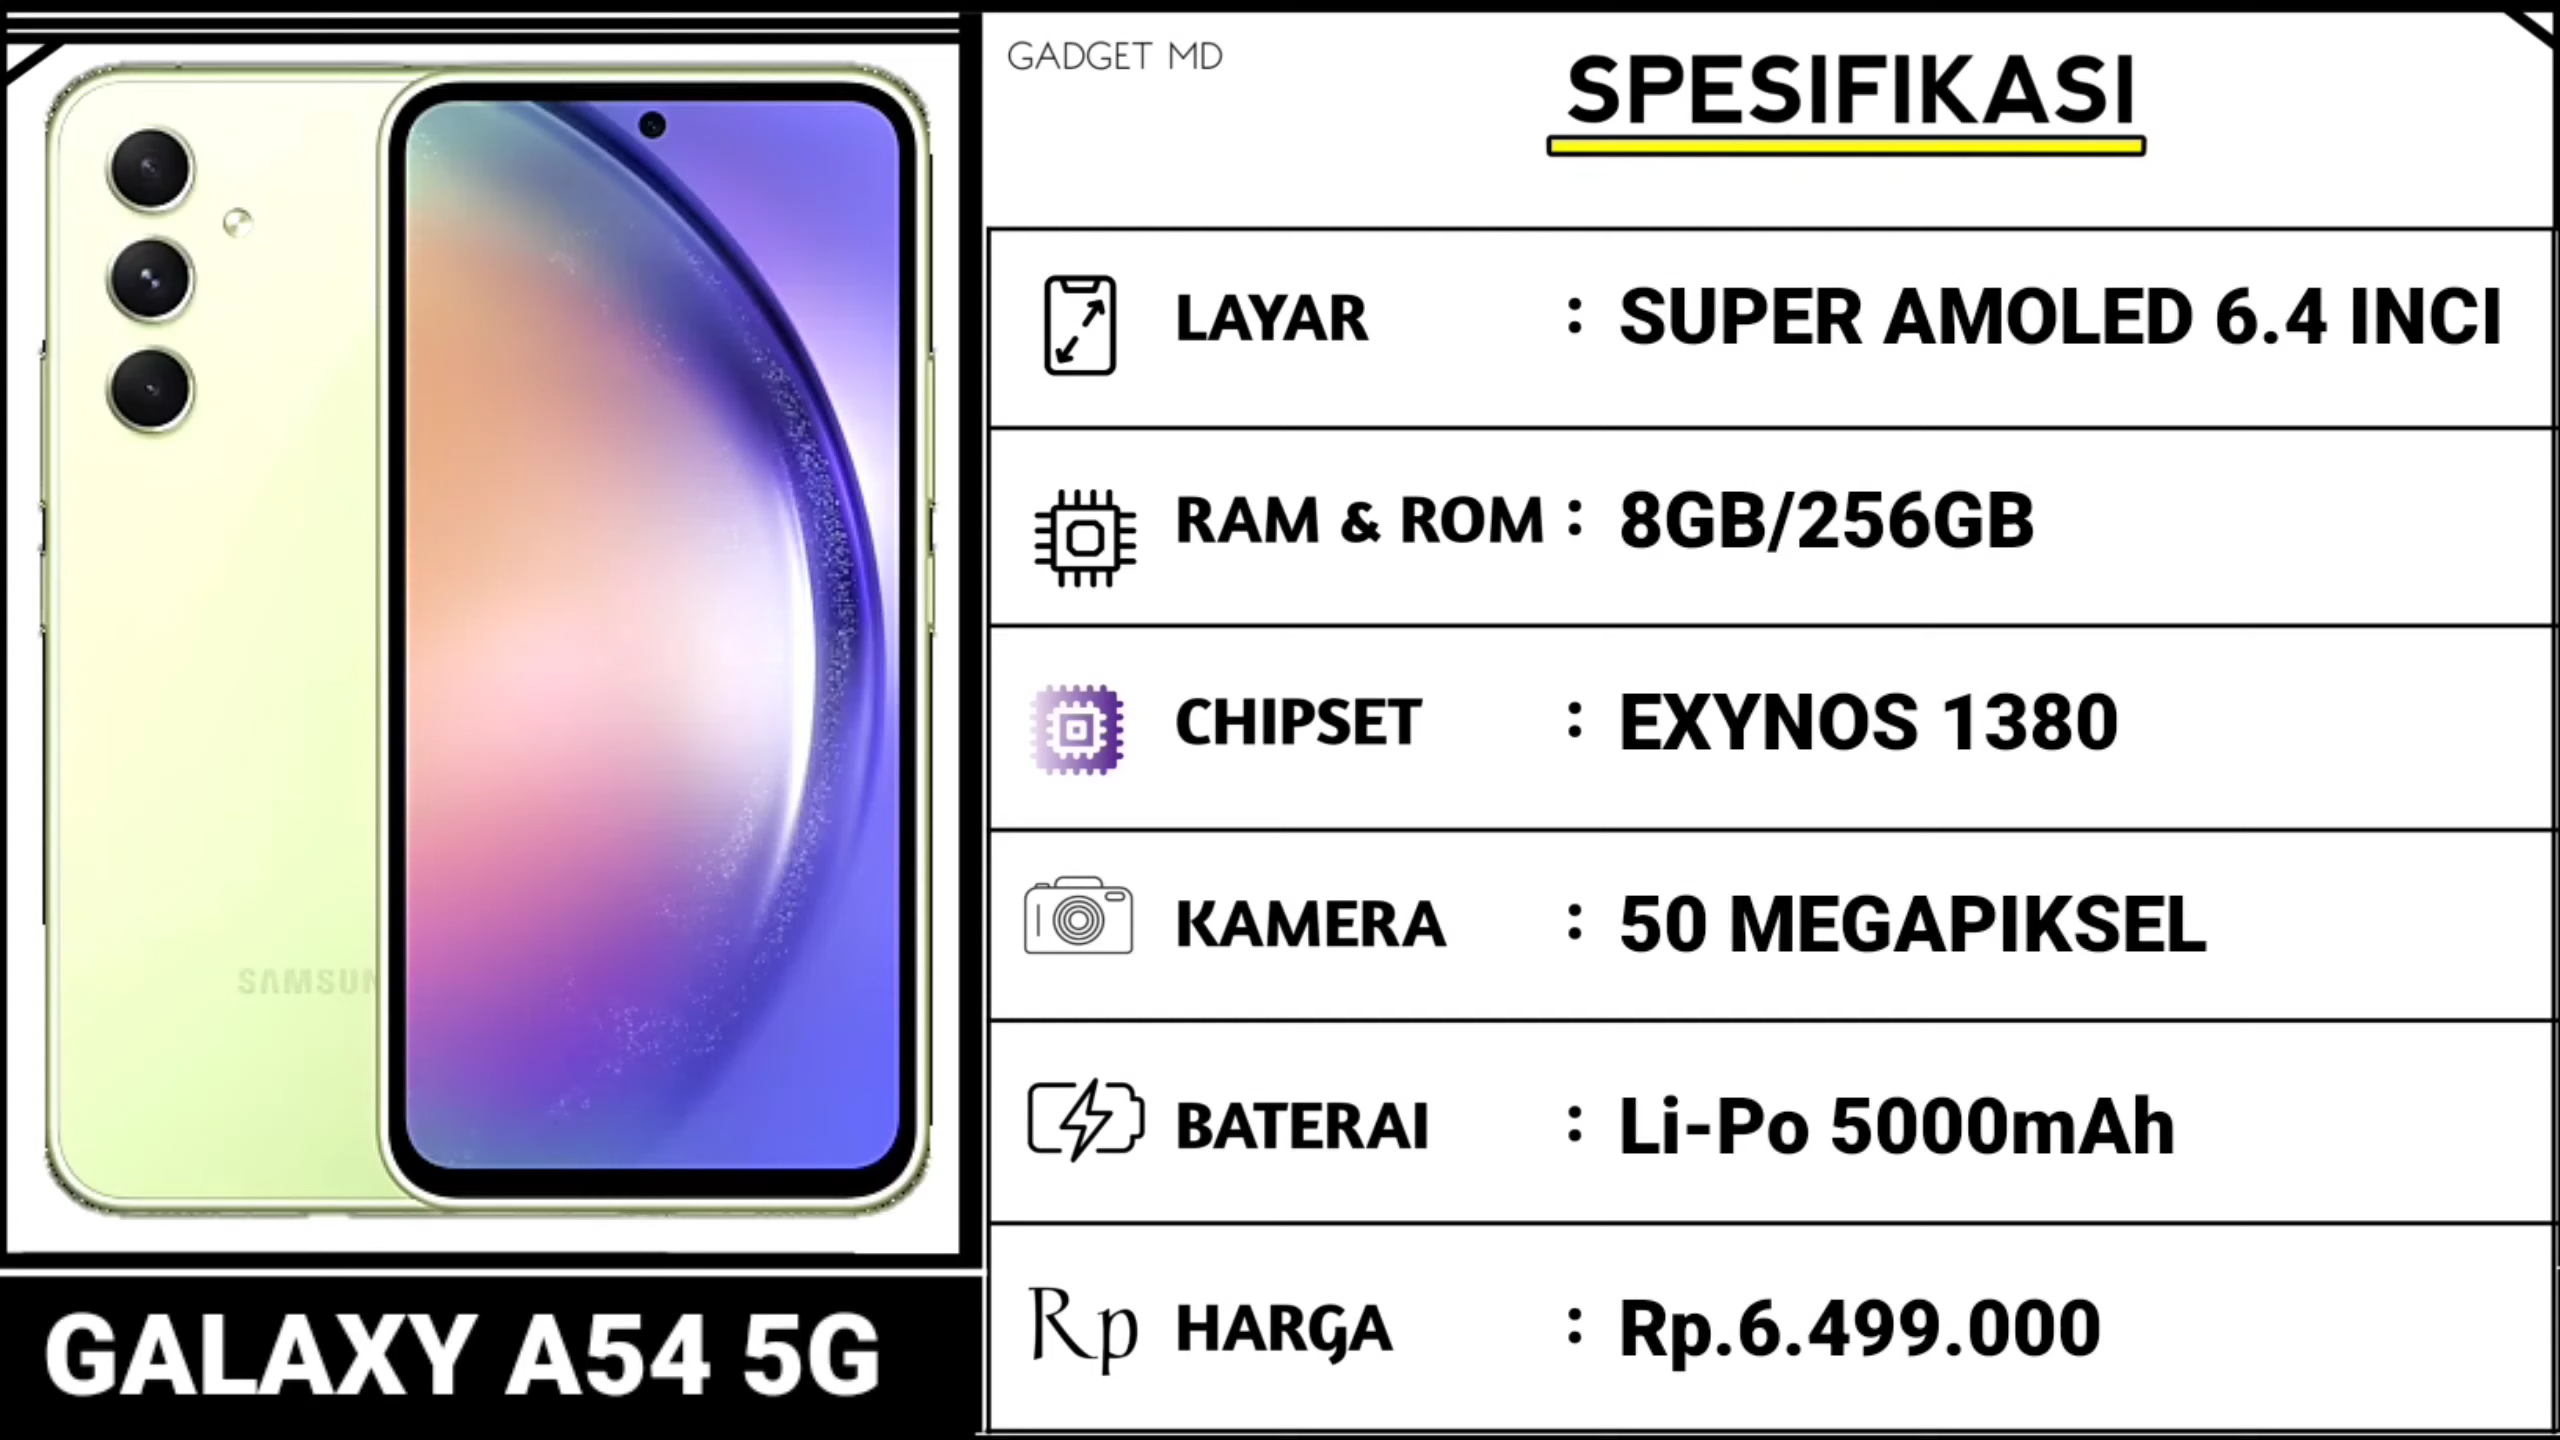 GADGET MD
SPESIFIKASI
LAYAR : SUPER AMOLED 6.4 INCI
RAM & ROM : 8GB/256GB
CHIPSET : EXYNOS 1380
KAMERA : 50 MEGAPIKSEL
BATERAI : Li-Po 5000mAh
Rp HARGA : Rp.6.499.000
SAMSUN
GALAXY A54 5G